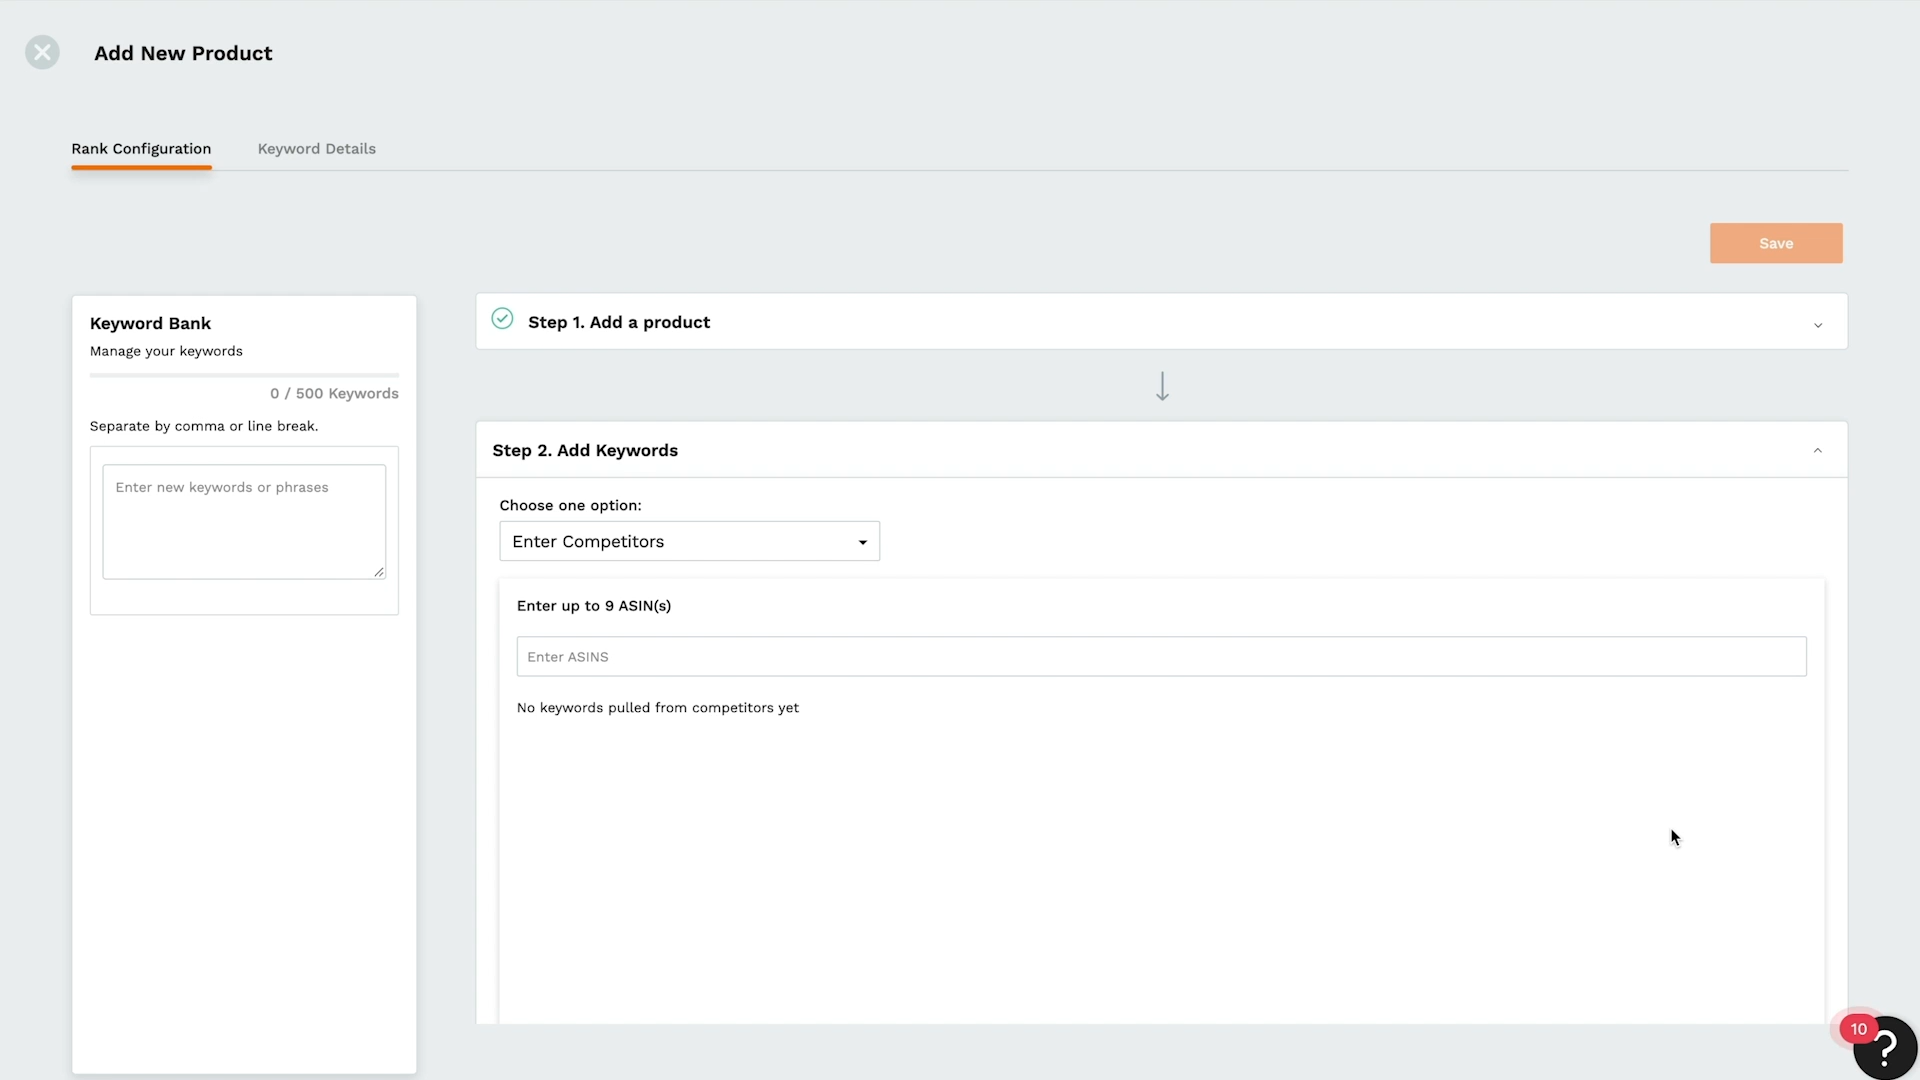 Add New Product
Rank Configuration
Keyword Details
Save
Keyword Bank
Manage your keywords
0 / 500 Keywords
Separate by comma or line break.
Enter new keywords or phrases
Step 1. Add a product
Step 2. Add Keywords
Choose one option:
Enter Competitors
Enter up to 9 ASIN(s)
Enter ASINS
No keywords pulled from competitors yet
10
?